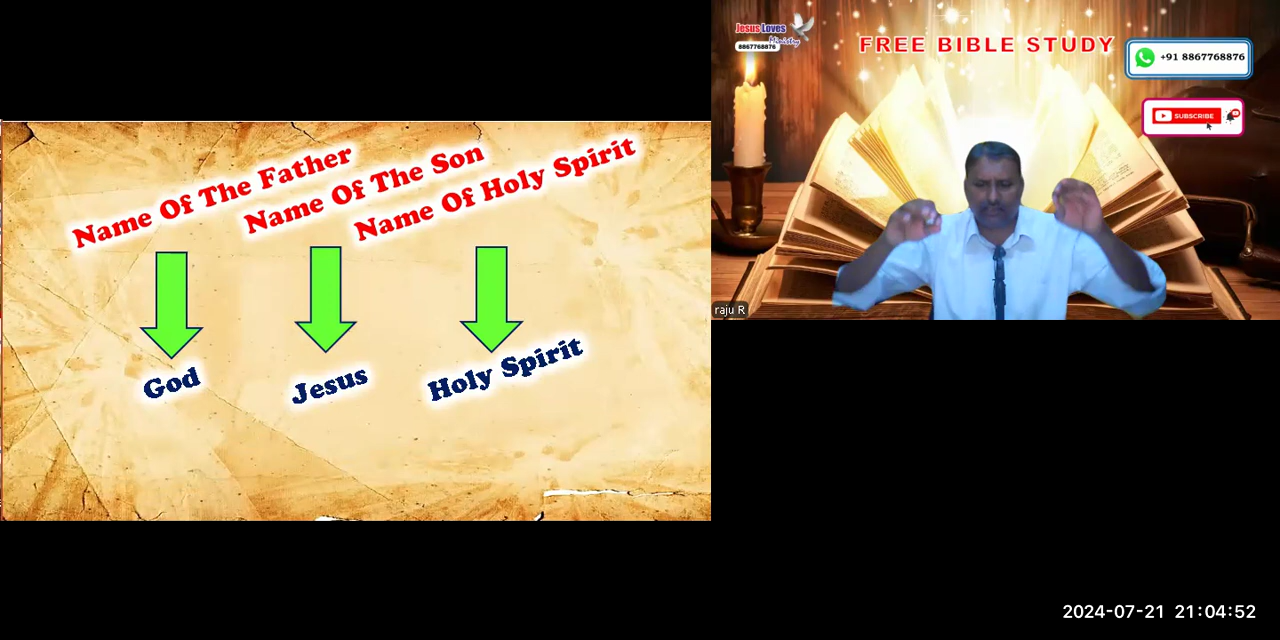 Name Of The Father
Name Of The Son
Name Of Holy Spirit
God
Jesus
Holy Spirit
Jesus Loves
Ministry
8867768876
FREE BIBLE STUDY
+91 8867768876
SUBSCRIBE
raju R
2024-07-21 21:04:52